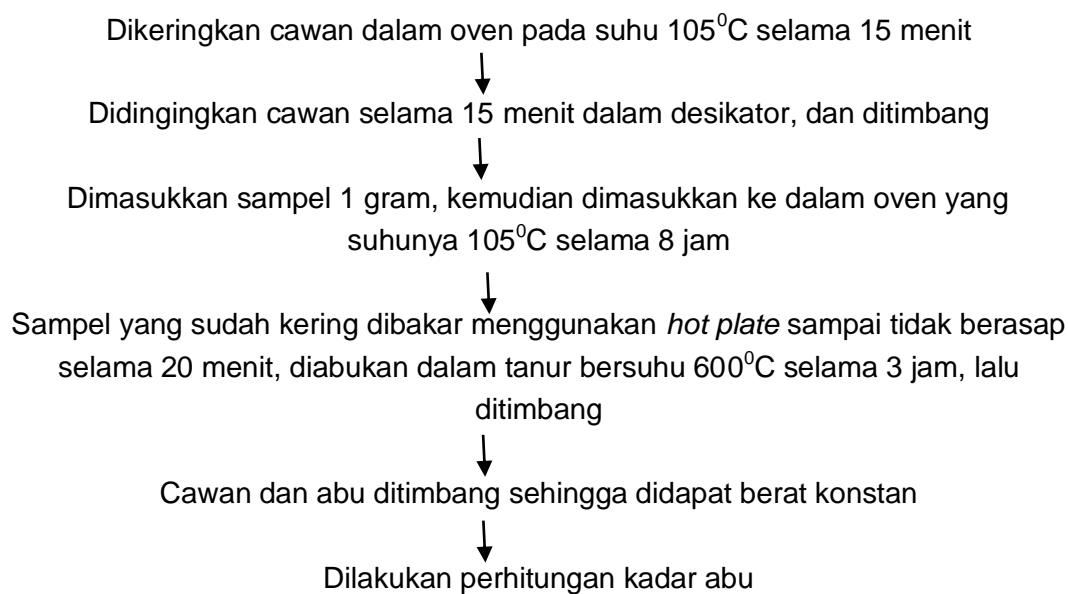 Dikeringkan cawan dalam oven pada suhu 105⁰C selama 15 menit
Didingingkan cawan selama 15 menit dalam desikator, dan ditimbang
Dimasukkan sampel 1 gram, kemudian dimasukkan ke dalam oven yang
suhunya 105⁰C selama 8 jam
Sampel yang sudah kering dibakar menggunakan hot plate sampai tidak berasap
selama 20 menit, diabukan dalam tanur bersuhu 600⁰C selama 3 jam, lalu
ditimbang
Cawan dan abu ditimbang sehingga didapat berat konstan
Dilakukan perhitungan kadar abu